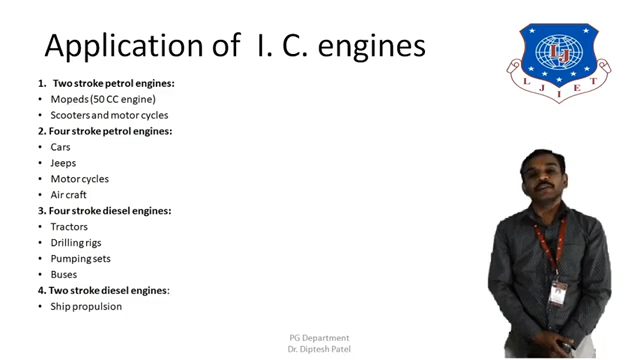 Application of I. C. engines
1. Two stroke petrol engines:
• Mopeds (50 CC engine)
• Scooters and motor cycles
2. Four stroke petrol engines:
• Cars
• Jeeps
• Motor cycles
• Air craft
3. Four stroke diesel engines:
• Tractors
• Drilling rigs
• Pumping sets
• Buses
4. Two stroke diesel engines:
• Ship propulsion
LJ
LJIET
PG Department
Dr. Diptesh Patel